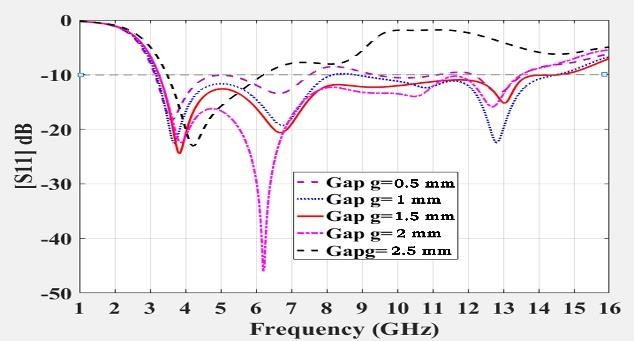 [S11] dB
0
-10
-20
-30
-40
-50
Gap g=0.5 mm
Gap g=1 mm
Gap g=1.5 mm
Gap g=2 mm
Gapg=2.5 mm
1 2 3 4 5 6 7 8 9 10 11 12 13 14 15 16
Frequency (GHz)